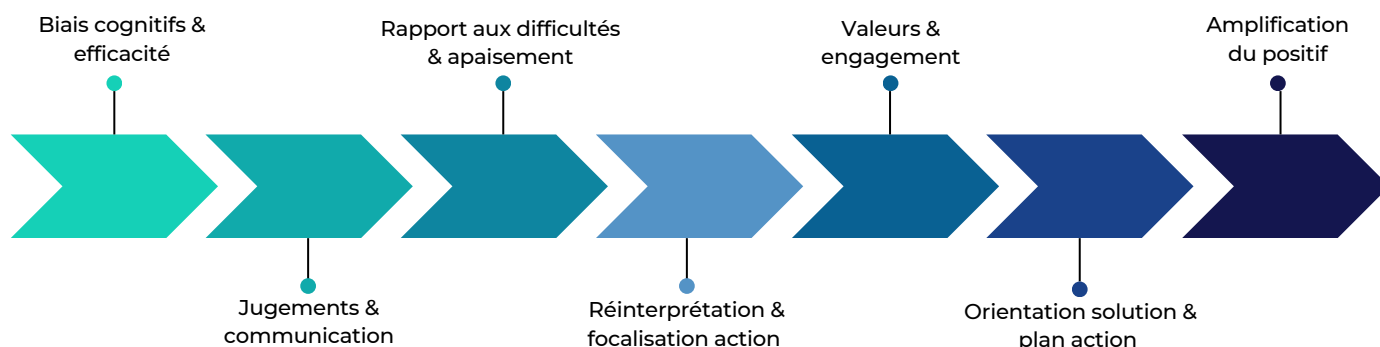 Biais cognitifs &
efficacité
Jugements &
communication
Rapport aux difficultés
& apaisement
Réinterprétation &
focalisation action
Valeurs &
engagement
Orientation solution &
plan action
Amplification
du positif